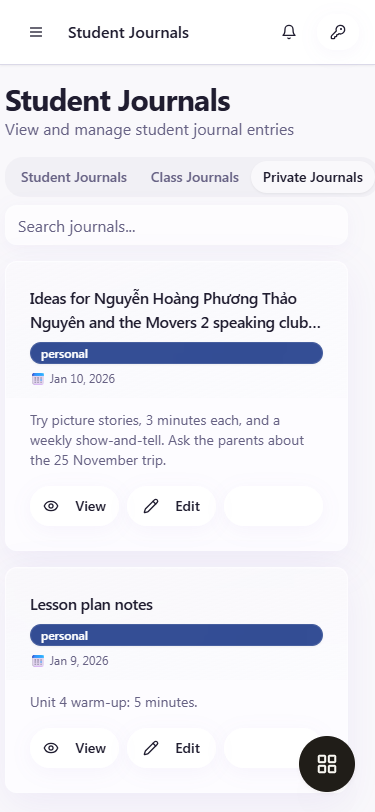 Student Journals
Student Journals
View and manage student journal entries
Student Journals Class Journals Private Journals
Search journals...
Ideas for Nguyễn Hoàng Phương Thảo
Nguyên and the Movers 2 speaking club...
personal
Jan 10, 2026
Try picture stories, 3 minutes each, and a
weekly show-and-tell. Ask the parents about
the 25 November trip.
View Edit
Lesson plan notes
personal
Jan 9, 2026
Unit 4 warm-up: 5 minutes.
View Edit